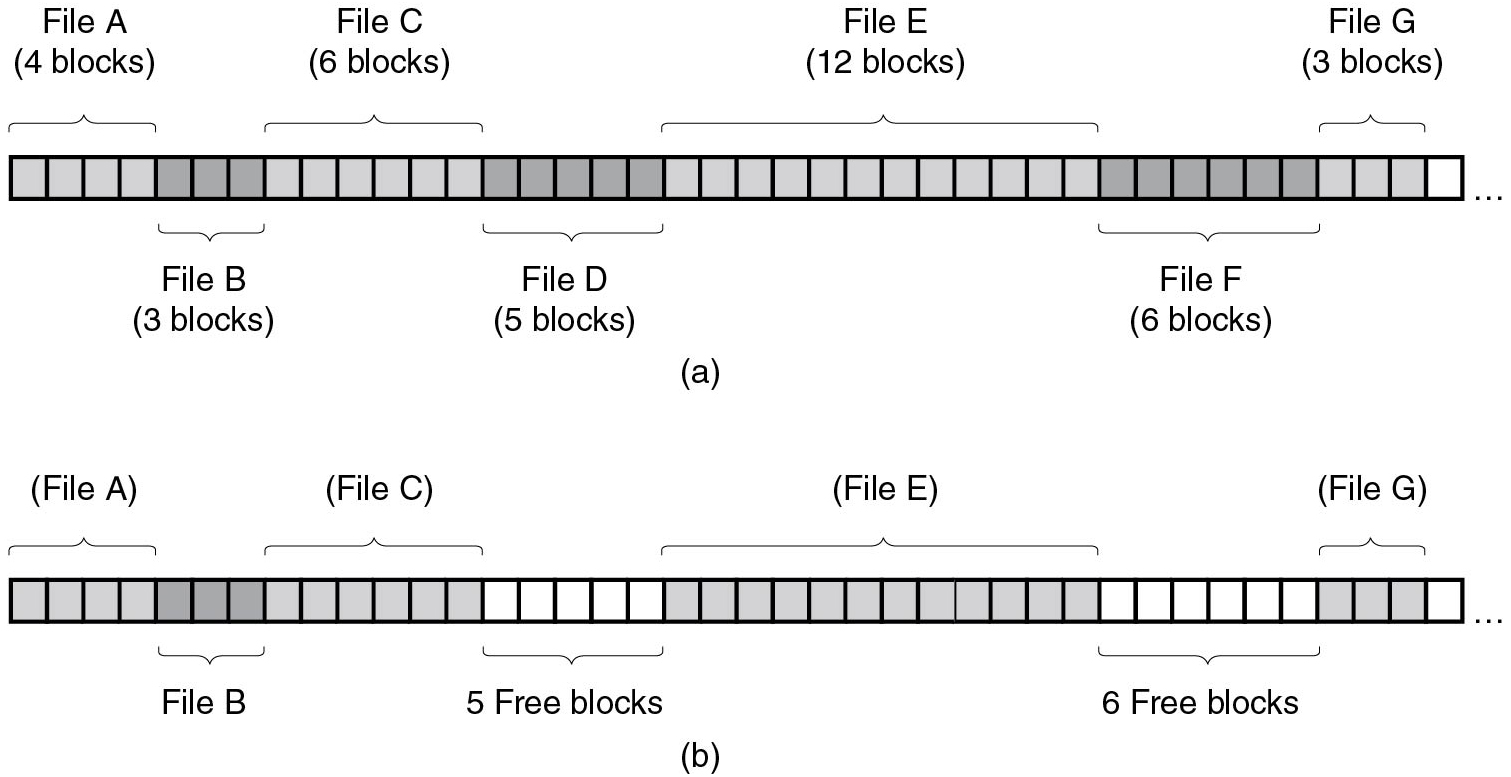 File A
(4 blocks)
File C
(6 blocks)
File E
(12 blocks)
File G
(3 blocks)
...
File B
(3 blocks)
File D
(5 blocks)
File F
(6 blocks)
(a)
(File A)
(File C)
(File E)
(File G)
...
File B
5 Free blocks
6 Free blocks
(b)